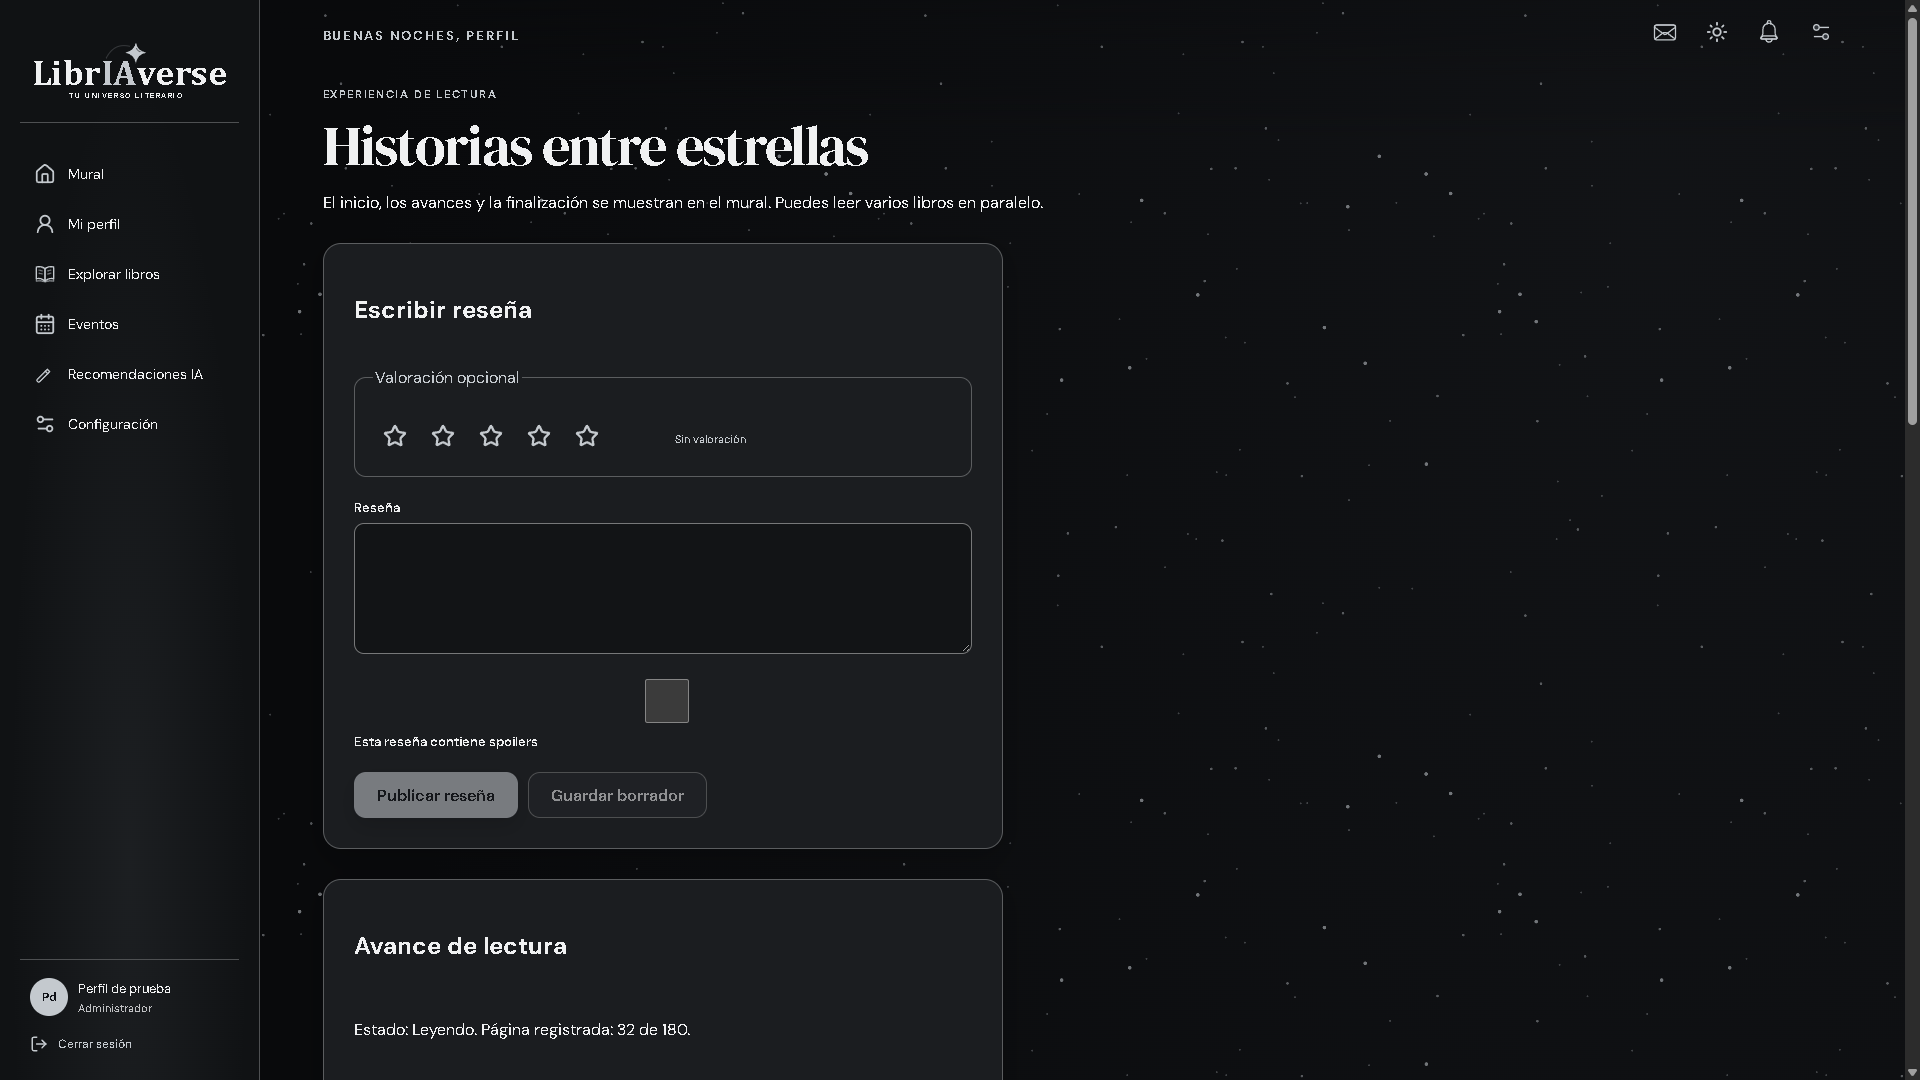 LibrIAverse
TU UNIVERSO LITERARIO
Mural
Mi perfil
Explorar libros
Eventos
Recomendaciones IA
Configuración
Pd
Perfil de prueba
Administrador
Cerrar sesión
BUENAS NOCHES, PERFIL
EXPERIENCIA DE LECTURA
Historias entre estrellas
El inicio, los avances y la finalización se muestran en el mural. Puedes leer varios libros en paralelo.
Escribir reseña
Valoración opcional
Sin valoración
Reseña
Esta reseña contiene spoilers
Publicar reseña
Guardar borrador
Avance de lectura
Estado: Leyendo. Página registrada: 32 de 180.